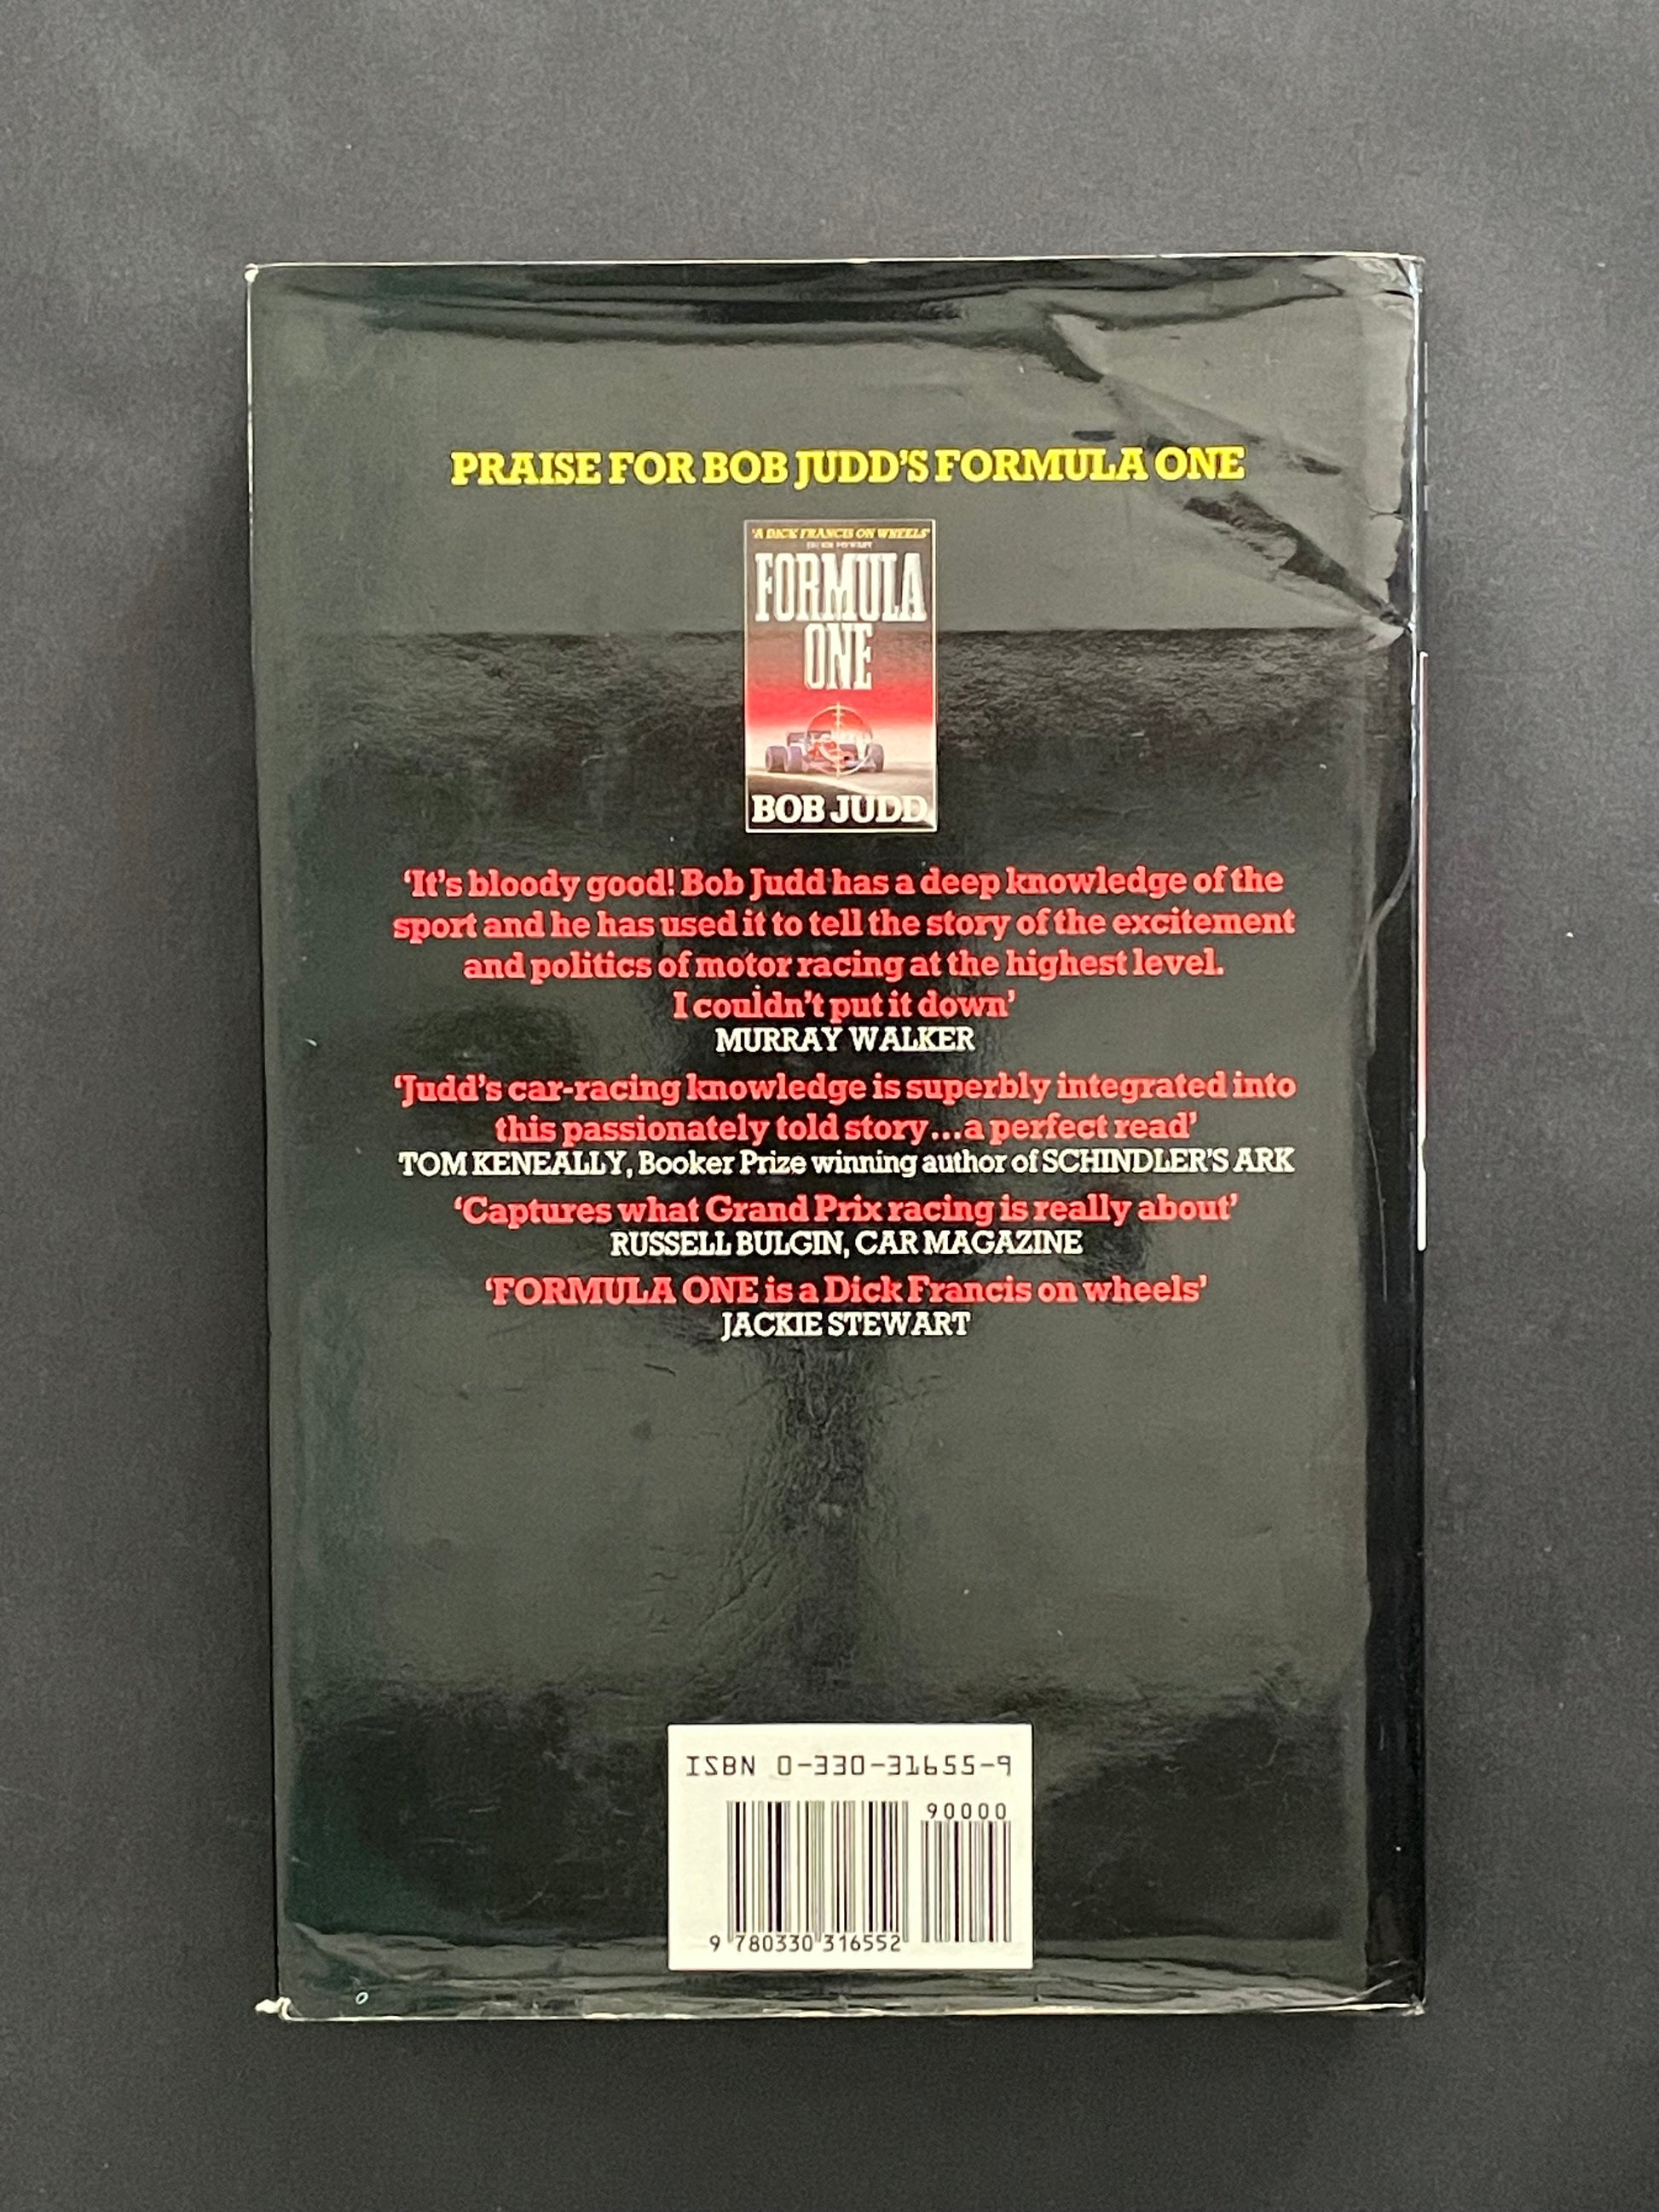 PRAISE FOR BOB JUDD'S FORMULA ONE
'A DICK FRANCIS ON WHEELS'
JACKIE STEWART
FORMULA
ONE
BOB JUDD
'It's bloody good! Bob Judd has a deep knowledge of the
sport and he has used it to tell the story of the excitement
and politics of motor racing at the highest level.
I couldn't put it down'
MURRAY WALKER
'Judd's car-racing knowledge is superbly integrated into
this passionately told story...a perfect read'
TOM KENEALLY, Booker Prize winning author of SCHINDLER'S ARK
'Captures what Grand Prix racing is really about'
RUSSELL BULGIN, CAR MAGAZINE
'FORMULA ONE is a Dick Francis on wheels'
JACKIE STEWART
ISBN 0-330-31655-9
90000
9 780330 316552